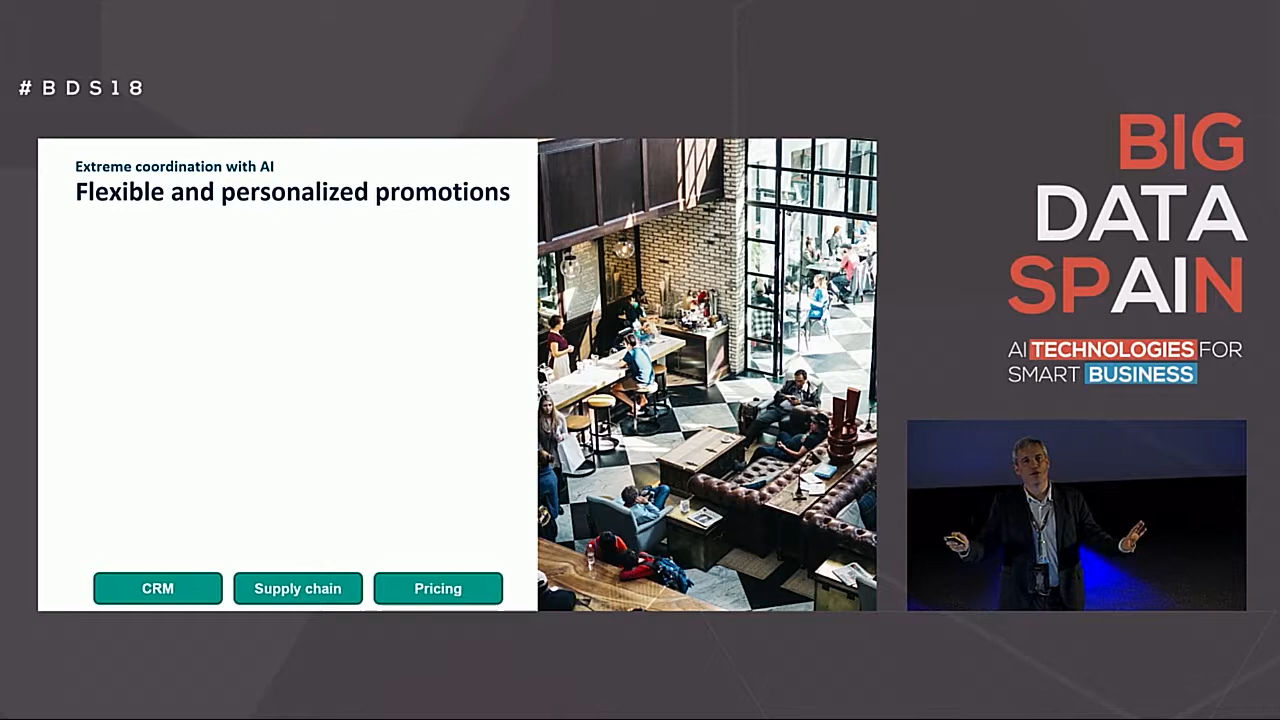 #BDS18
Extreme coordination with AI
Flexible and personalized promotions
CRM
Supply chain
Pricing
BIG
DATA
SPAIN
AI TECHNOLOGIES FOR
SMART BUSINESS